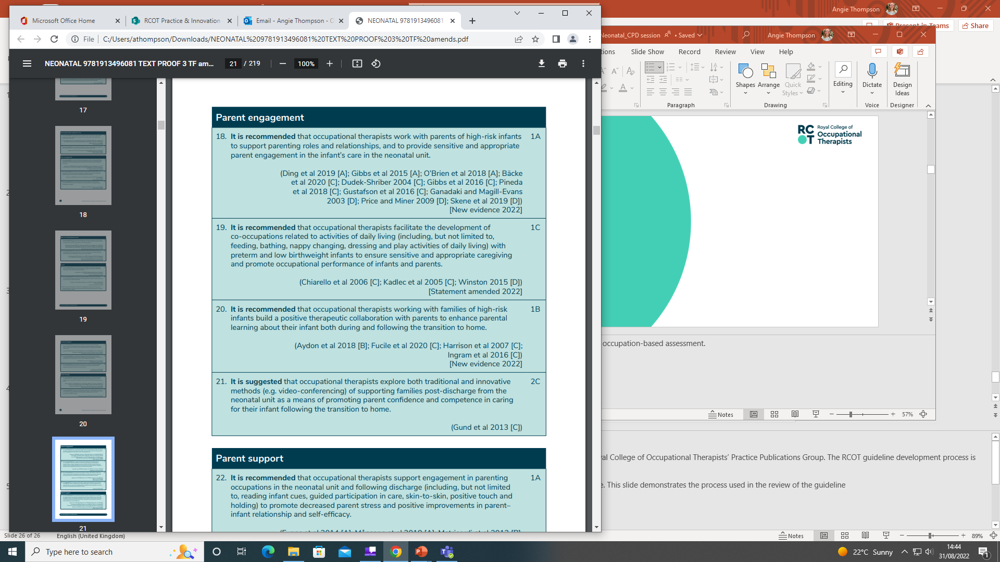 Microsoft Office Home
RCOT Practice & Innovation
Email - Angie Thompson - O
NEONATAL 9781913496081
File
C:/Users/athompson/Downloads/NEONATAL%209781913496081%20TEXT%20PROOF%203%20TF%20amends.pdf
NEONATAL 9781913496081 TEXT PROOF 3 TF am...
21 / 219
100%
17
18
19
20
21
Parent engagement
18. It is recommended that occupational therapists work with parents of high-risk infants 1A
to support parenting roles and relationships, and to provide sensitive and appropriate
parent engagement in the infant's care in the neonatal unit.
(Ding et al 2019 [A]; Gibbs et al 2015 [A]; O'Brien et al 2018 [A]; Bäcke
et al 2020 [C]; Dudek-Shriber 2004 [C]; Gibbs et al 2016 [C]; Pineda
et al 2018 [C]; Gustafson et al 2016 [C]; Ganadaki and Magill-Evans
2003 [D]; Price and Miner 2009 [D]; Skene et al 2019 [D])
[New evidence 2022]
19. It is recommended that occupational therapists facilitate the development of 1C
co-occupations related to activities of daily living (including, but not limited to,
feeding, bathing, nappy changing, dressing and play activities of daily living) with
preterm and low birthweight infants to ensure sensitive and appropriate caregiving
and promote occupational performance of infants and parents.
(Chiarello et al 2006 [C]; Kadlec et al 2005 [C]; Winston 2015 [D])
[Statement amended 2022]
20. It is recommended that occupational therapists working with families of high-risk 1B
infants build a positive therapeutic collaboration with parents to enhance parental
learning about their infant both during and following the transition to home.
(Aydon et al 2018 [B]; Fucile et al 2020 [C]; Harrison et al 2007 [C];
Ingram et al 2016 [C])
[New evidence 2022]
21. It is suggested that occupational therapists explore both traditional and innovative 2C
methods (e.g. video-conferencing) of supporting families post-discharge from the
neonatal unit as a means of promoting parent confidence and competence in caring
for their infant following the transition to home.
(Gund et al 2013 [C])
Parent support
22. It is recommended that occupational therapists support engagement in parenting 1A
occupations in the neonatal unit and following discharge (including, but not limited
to, reading infant cues, guided participation in care, skin-to-skin, positive touch and
holding) to promote decreased parent stress and positive improvements in parent–
infant relationship and self-efficacy.
Angie Thompson
Present in Teams
Share
Neonatal_CPD session • Saved
Angie Thompson
tions Slide Show Record Review View Help
Shapes Arrange Quick Styles
Editing
Dictate
Design Ideas
Paragraph Drawing Voice Designer
RCOT
Royal College of
Occupational
Therapists
occupation-based assessment.
Notes 57%
yal College of Occupational Therapists' Practice Publications Group. The RCOT guideline development process is
e. This slide demonstrates the process used in the review of the guideline
Slide 26 of 26 English (United Kingdom)
Notes 89%
Type here to search
22°C Sunny
14:44
31/08/2022
1